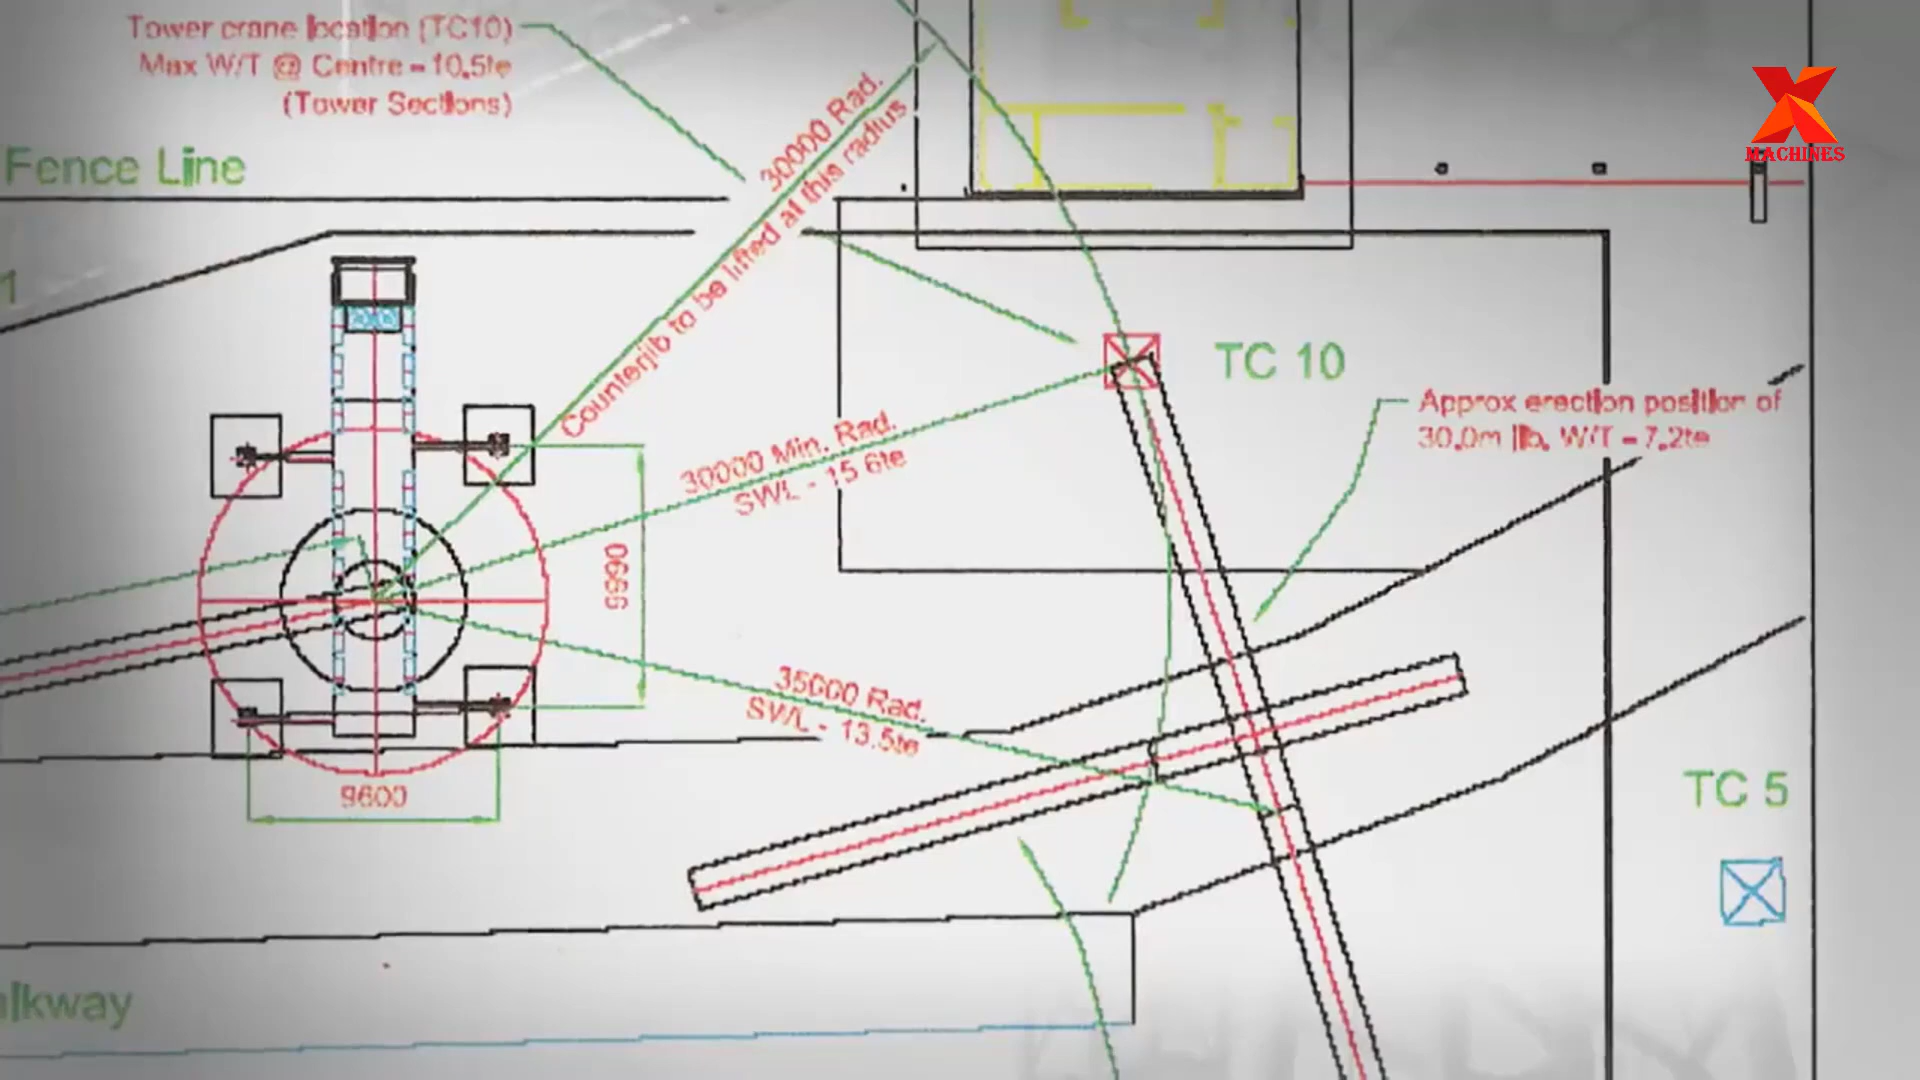 Tower crane location (TC10)
Max W/T @ Centre - 10.5te
(Tower Sections)
Fence Line
1
30000 Rad.
Counterjib to be lifted at this radius
TC 10
Approx erection position of
30.0m jib. W/T - 7.2te
30000 Min. Rad.
SWL - 15.6te
35000 Rad.
SWL - 13.5te
9600
TC 5
alkway
X
MACHINES